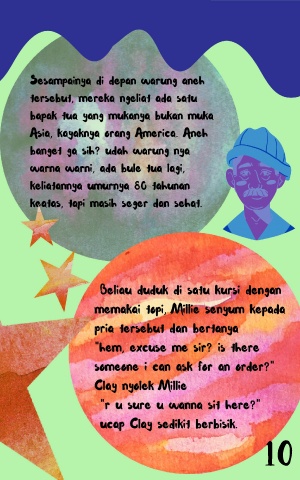 Sesampainya di depan warung aneh
tersebut, mereka ngeliat ada satu
bapak tua yang mukanya bukan muka
Asia, kayaknya orang America. Aneh
banget ga sih? udah warung nya
warna warni, ada bule tua lagi,
keliatannya umurnya 80 tahunan
keatas, tapi masih seger dan sehat.
Beliau duduk di satu kursi dengan
memakai topi, Millie senyum kepada
pria tersebut dan bertanya
"hem, excuse me sir? is there
someone i can ask for an order?"
Clay nyolek Millie
"r u sure u wanna sit here?"
ucap Clay sedikit berbisik.
10